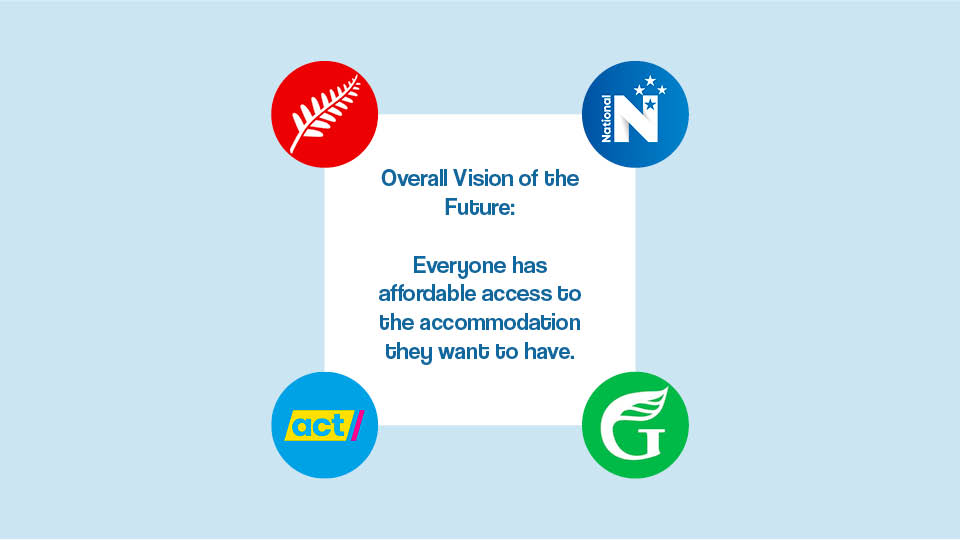 National
N
Overall Vision of the
Future:
Everyone has
affordable access to
the accommodation
they want to have.
act
G